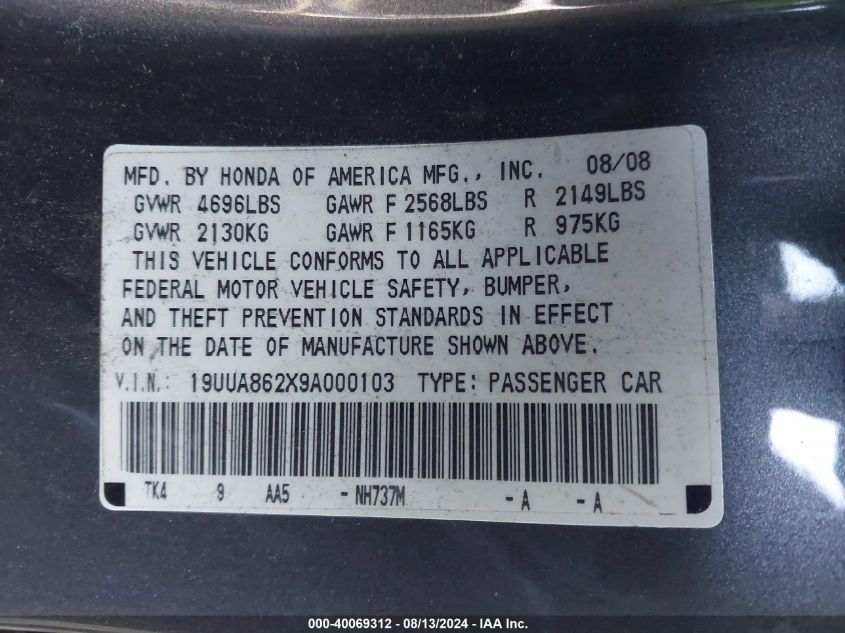 MFD. BY HONDA OF AMERICA MFG., INC. 08/08
GVWR 4696LBS GAWR F 2568LBS R 2149LBS
GVWR 2130KG GAWR F 1165KG R 975KG
THIS VEHICLE CONFORMS TO ALL APPLICABLE
FEDERAL MOTOR VEHICLE SAFETY, BUMPER,
AND THEFT PREVENTION STANDARDS IN EFFECT
ON THE DATE OF MANUFACTURE SHOWN ABOVE.
V.I.N.: 19UUA862X9A000103 TYPE: PASSENGER CAR
TK4 9 AA5 - NH737M - A - A
000-40069312 - 08/13/2024 - IAA Inc.